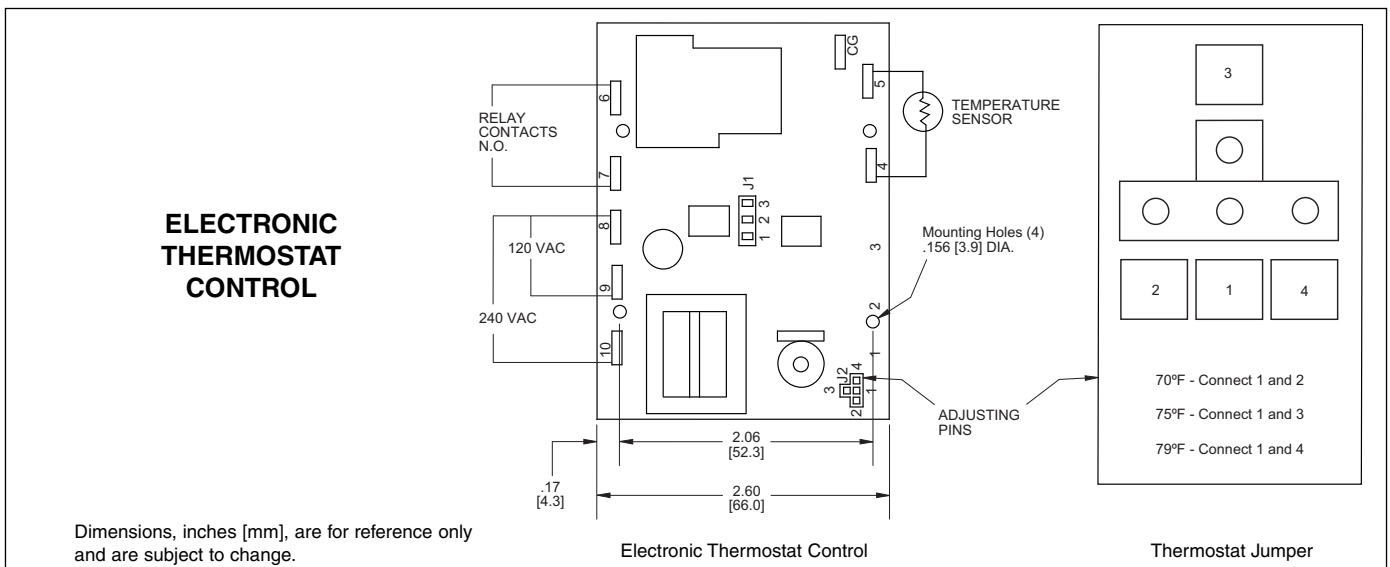 ELECTRONIC
THERMOSTAT
CONTROL
Dimensions, inches [mm], are for reference only
and are subject to change.
RELAY
CONTACTS
N.O.
120 VAC
240 VAC
6
7
8
9
10
CG
5
4
J1
3
2
1
3
2
1
J2
4
3
1
2
TEMPERATURE
SENSOR
Mounting Holes (4)
.156 [3.9] DIA.
ADJUSTING
PINS
2.06
[52.3]
.17
[4.3]
2.60
[66.0]
Electronic Thermostat Control
3
2
1
4
70ºF - Connect 1 and 2
75ºF - Connect 1 and 3
79ºF - Connect 1 and 4
Thermostat Jumper